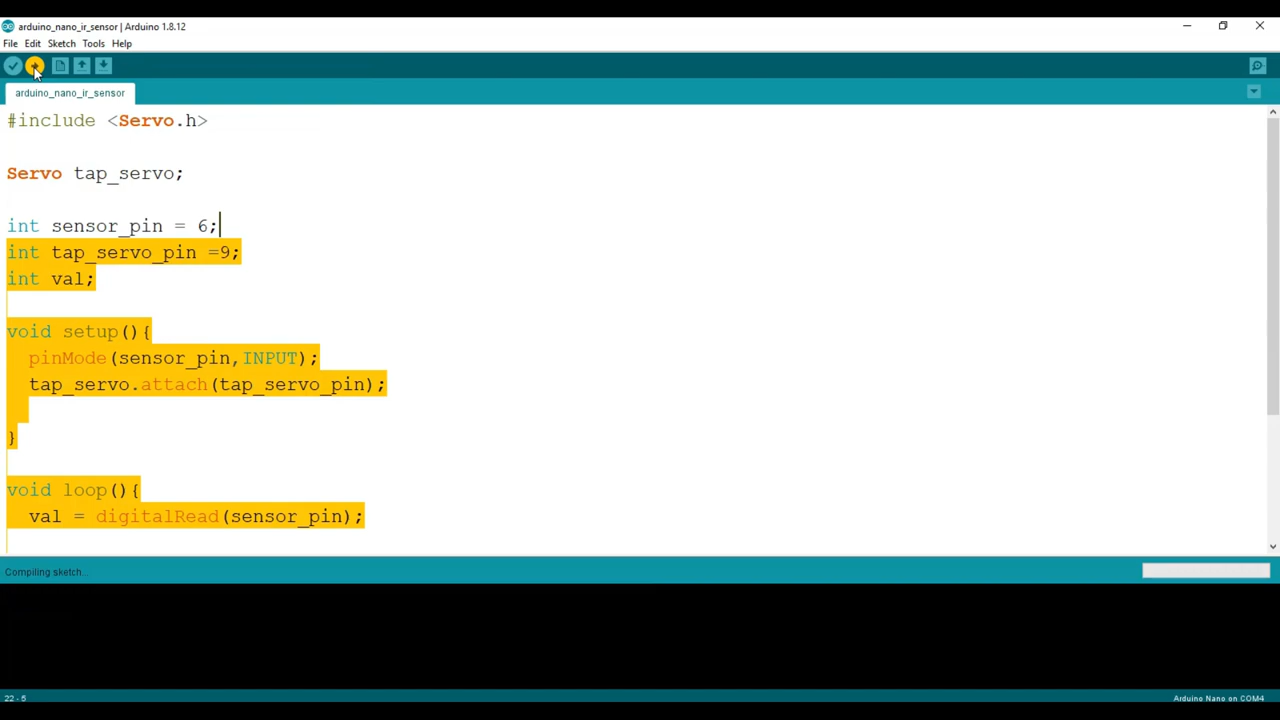 arduino_nano_ir_sensor | Arduino 1.8.12
File Edit Sketch Tools Help
arduino_nano_ir_sensor
#include <Servo.h>
Servo tap_servo;
int sensor_pin = 6;
int tap_servo_pin =9;
int val;
void setup(){
pinMode(sensor_pin,INPUT);
tap_servo.attach(tap_servo_pin);
}
void loop(){
val = digitalRead(sensor_pin);
Compiling sketch...
22 - 5
Arduino Nano on COM4